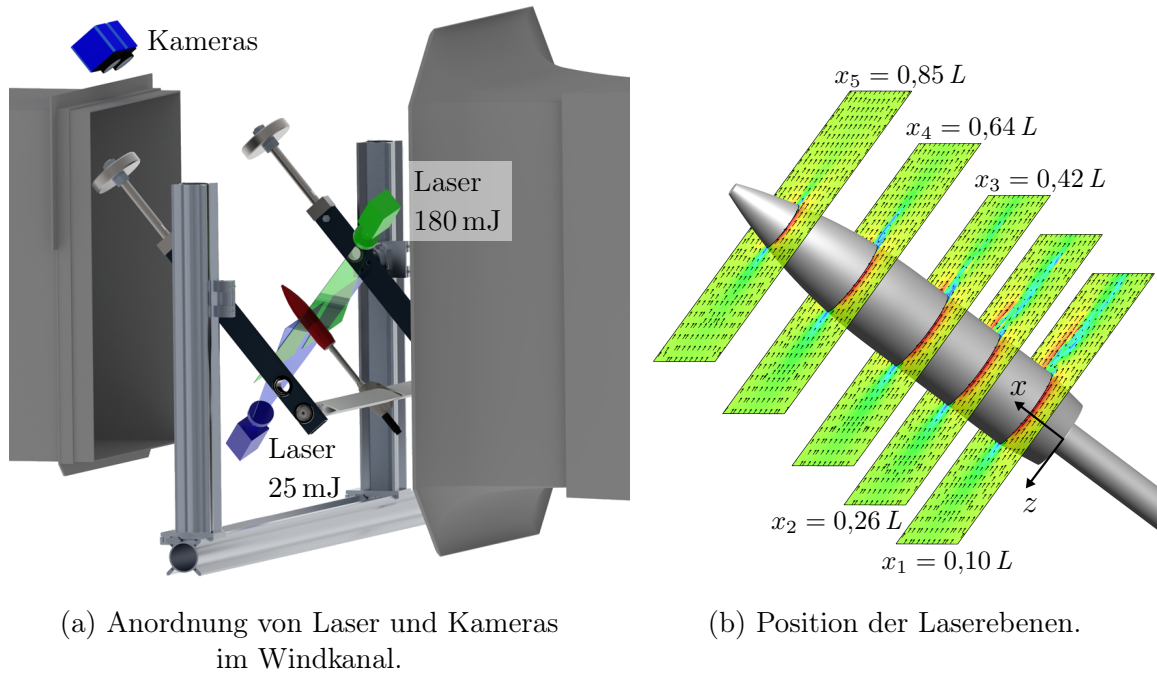 Kameras
Laser
180 mJ
Laser
25 mJ
x₅ = 0,85 L
x₄ = 0,64 L
x₃ = 0,42 L
x
z
x₂ = 0,26 L
x₁ = 0,10 L
(a) Anordnung von Laser und Kameras
im Windkanal.
(b) Position der Laserebenen.